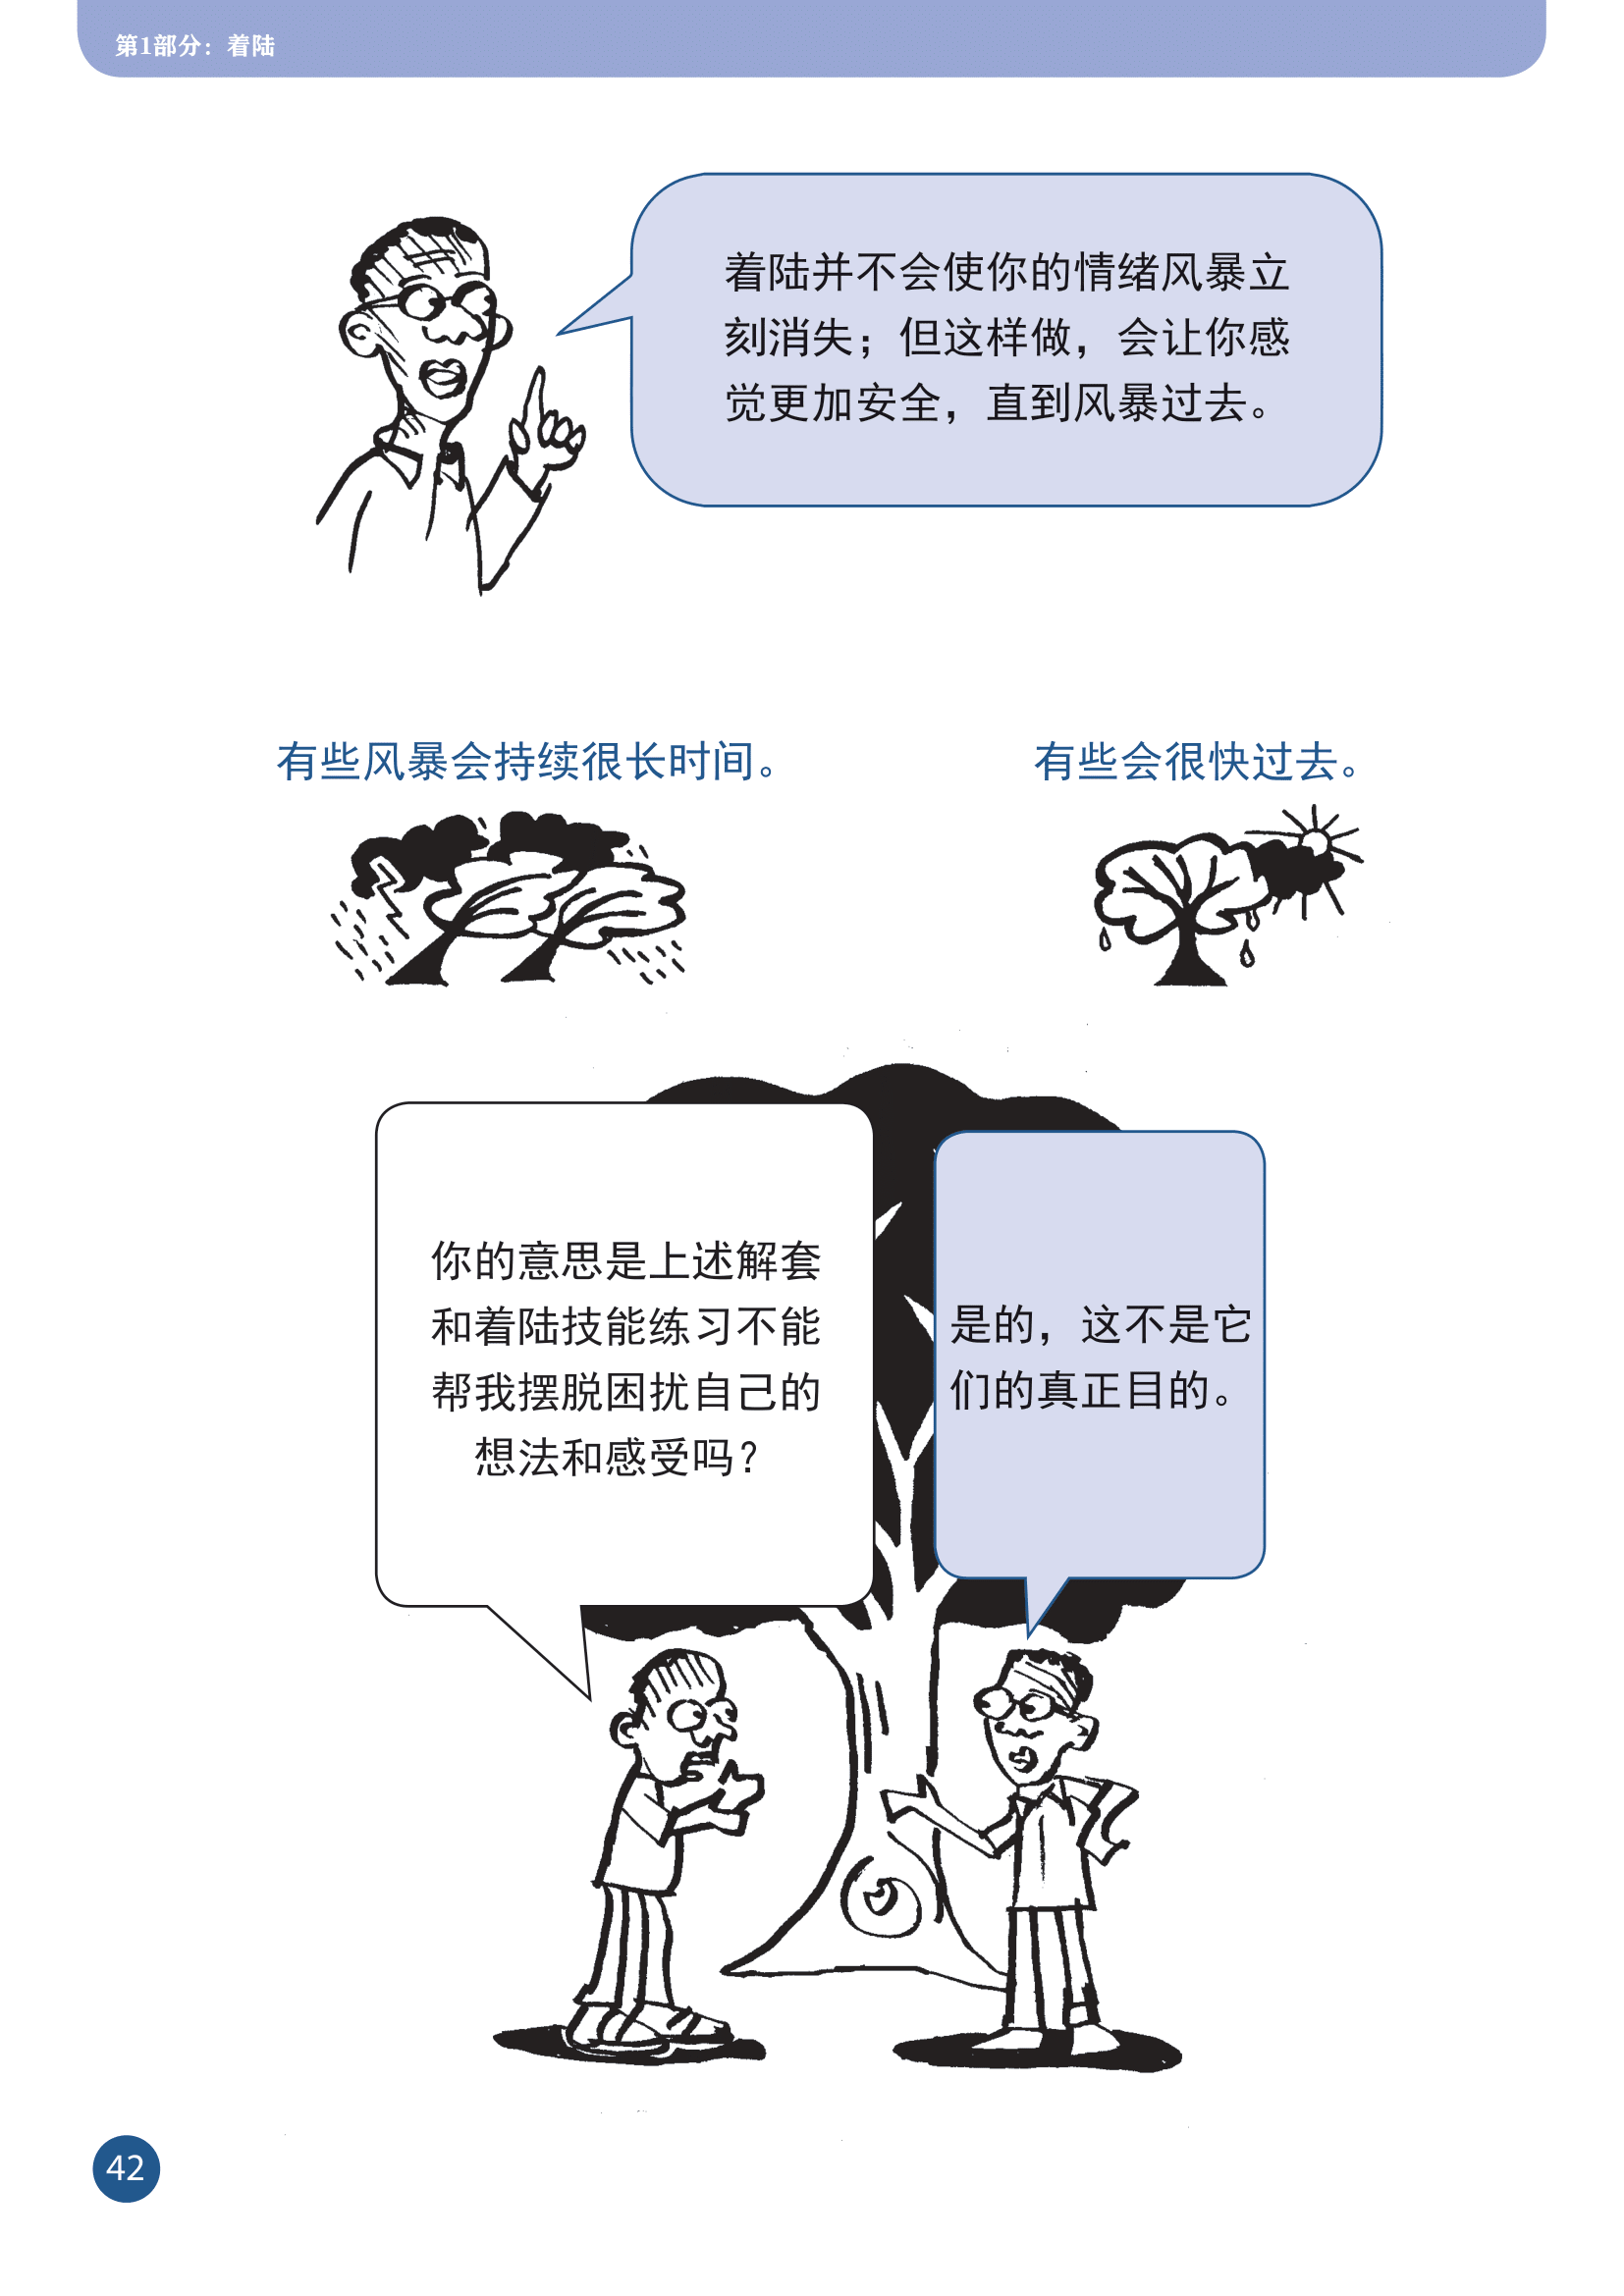 第1部分：着陆
着陆并不会使你的情绪风暴立
刻消失；但这样做，会让你感
觉更加安全，直到风暴过去。
有些风暴会持续很长时间。
有些会很快过去。
你的意思是上述解套
和着陆技能练习不能
帮我摆脱困扰自己的
想法和感受吗？
是的，这不是它
们的真正目的。
42